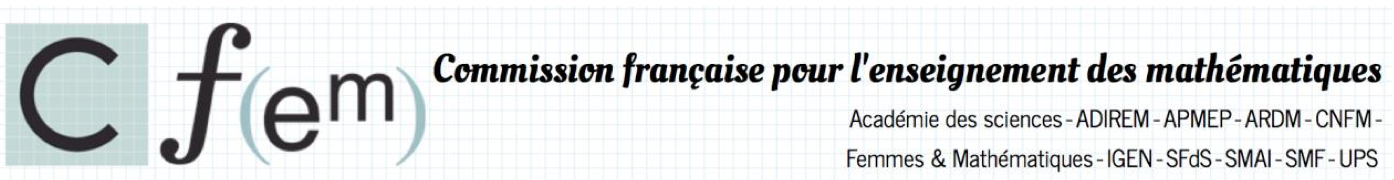 C f(em)
Commission française pour l'enseignement des mathématiques
Académie des sciences - ADIREM - APMEP - ARDM - CNFM -
Femmes & Mathématiques - IGEN - SFdS - SMAI - SMF - UPS